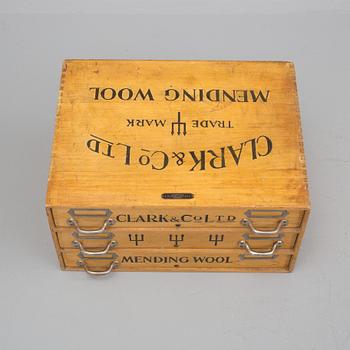 CLARK & CO LTD
TRADE MARK
MENDING WOOL
CLARK & CO LTD
MENDING WOOL